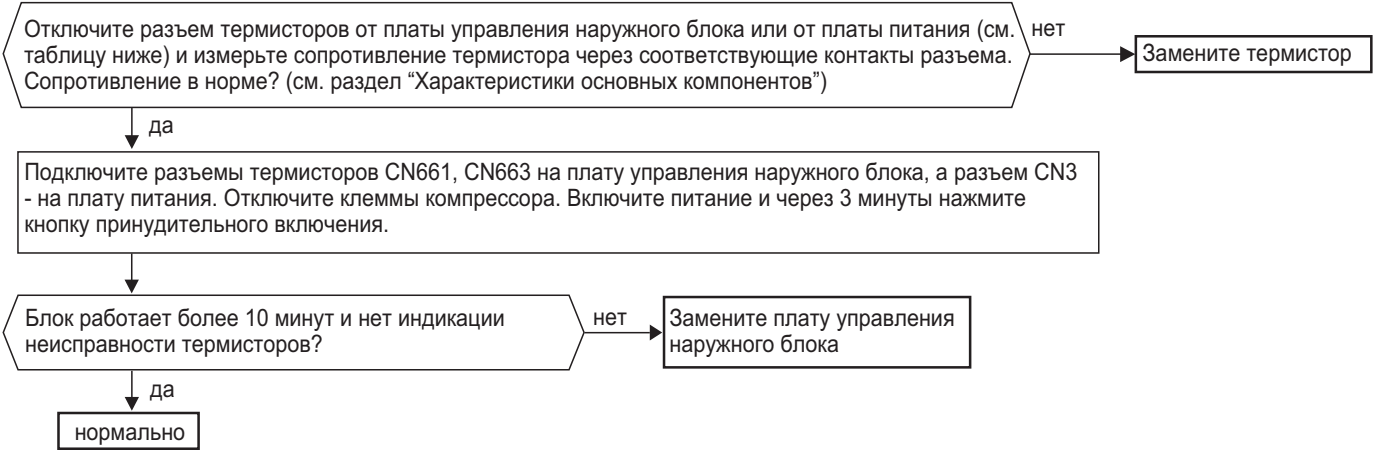 Отключите разъем термисторов от платы управления наружного блока или от платы питания (см.
таблицу ниже) и измерьте сопротивление термистора через соответствующие контакты разъема.
Сопротивление в норме? (см. раздел “Характеристики основных компонентов”)
нет
Замените термистор
да
Подключите разъемы термисторов CN661, CN663 на плату управления наружного блока, а разъем CN3
- на плату питания. Отключите клеммы компрессора. Включите питание и через 3 минуты нажмите
кнопку принудительного включения.
Блок работает более 10 минут и нет индикации
неисправности термисторов?
нет
Замените плату управления
наружного блока
да
нормально